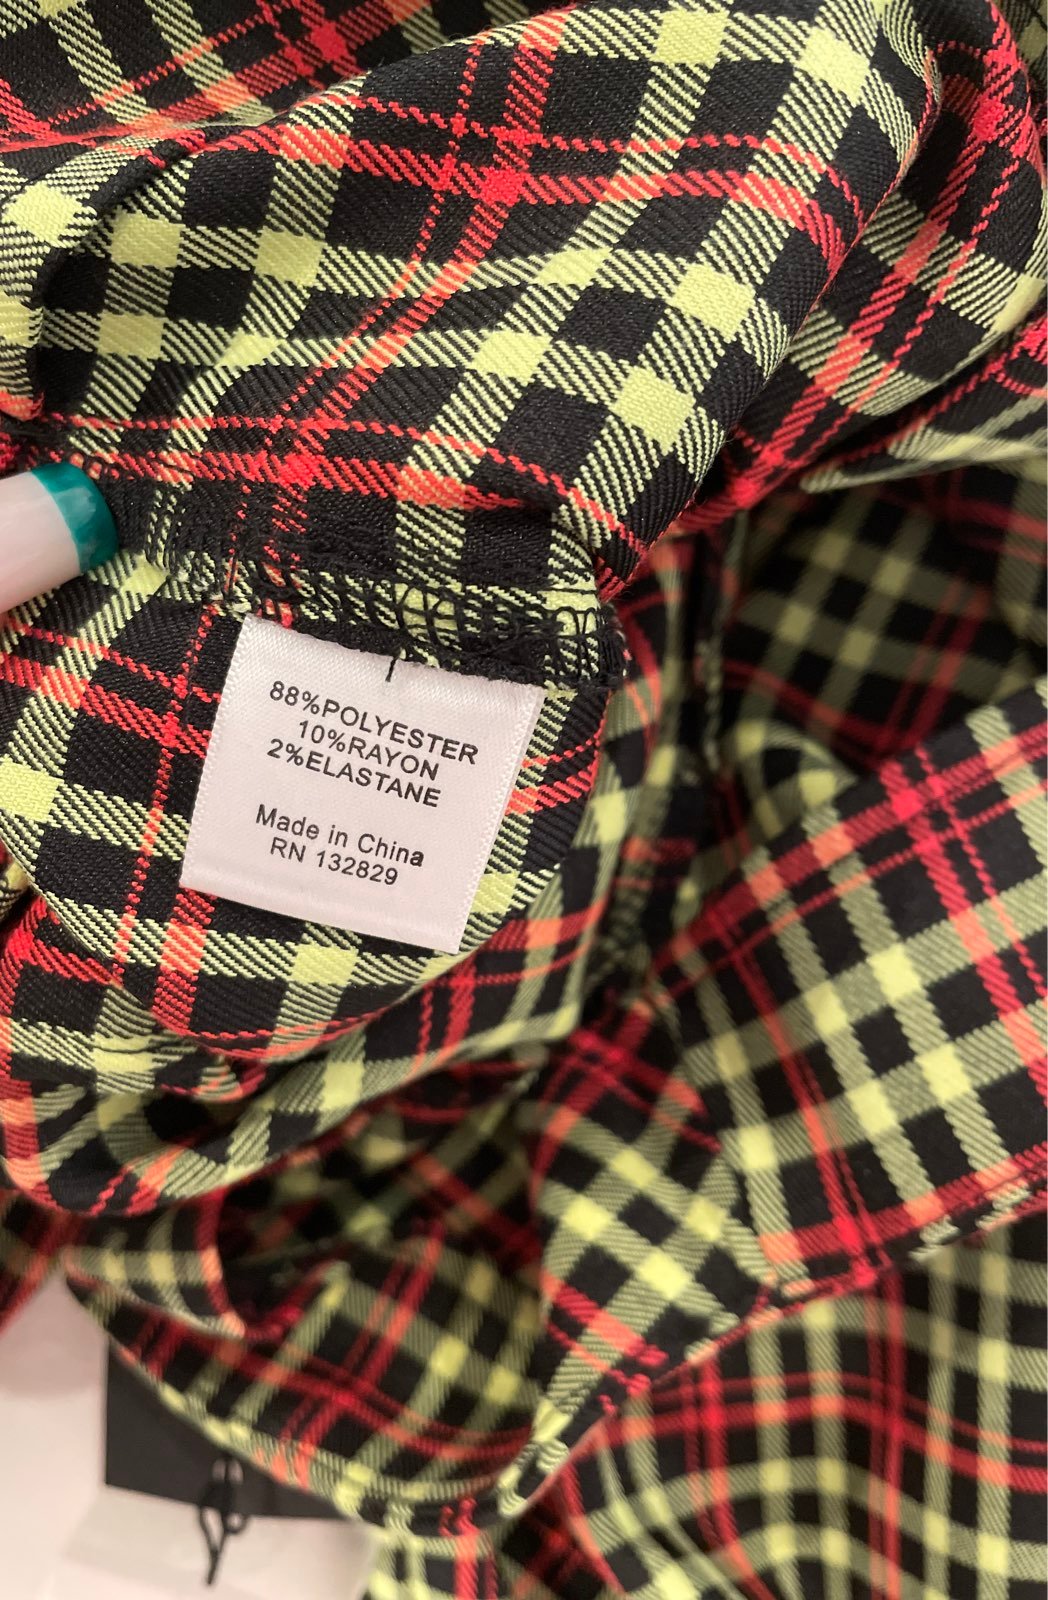 88%POLYESTER
10%RAYON
2%ELASTANE
Made in China
RN 132829